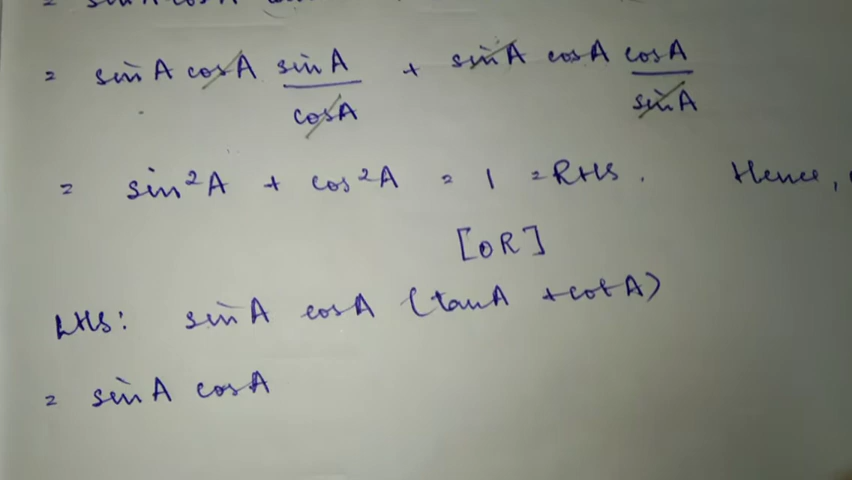 = sin A cos A sin A / cos A + sin A cos A cos A / sin A
= sin²A + cos²A = 1 = RHS. Hence,
[OR]
LHS: sin A cos A (tan A + cot A)
= sin A cos A